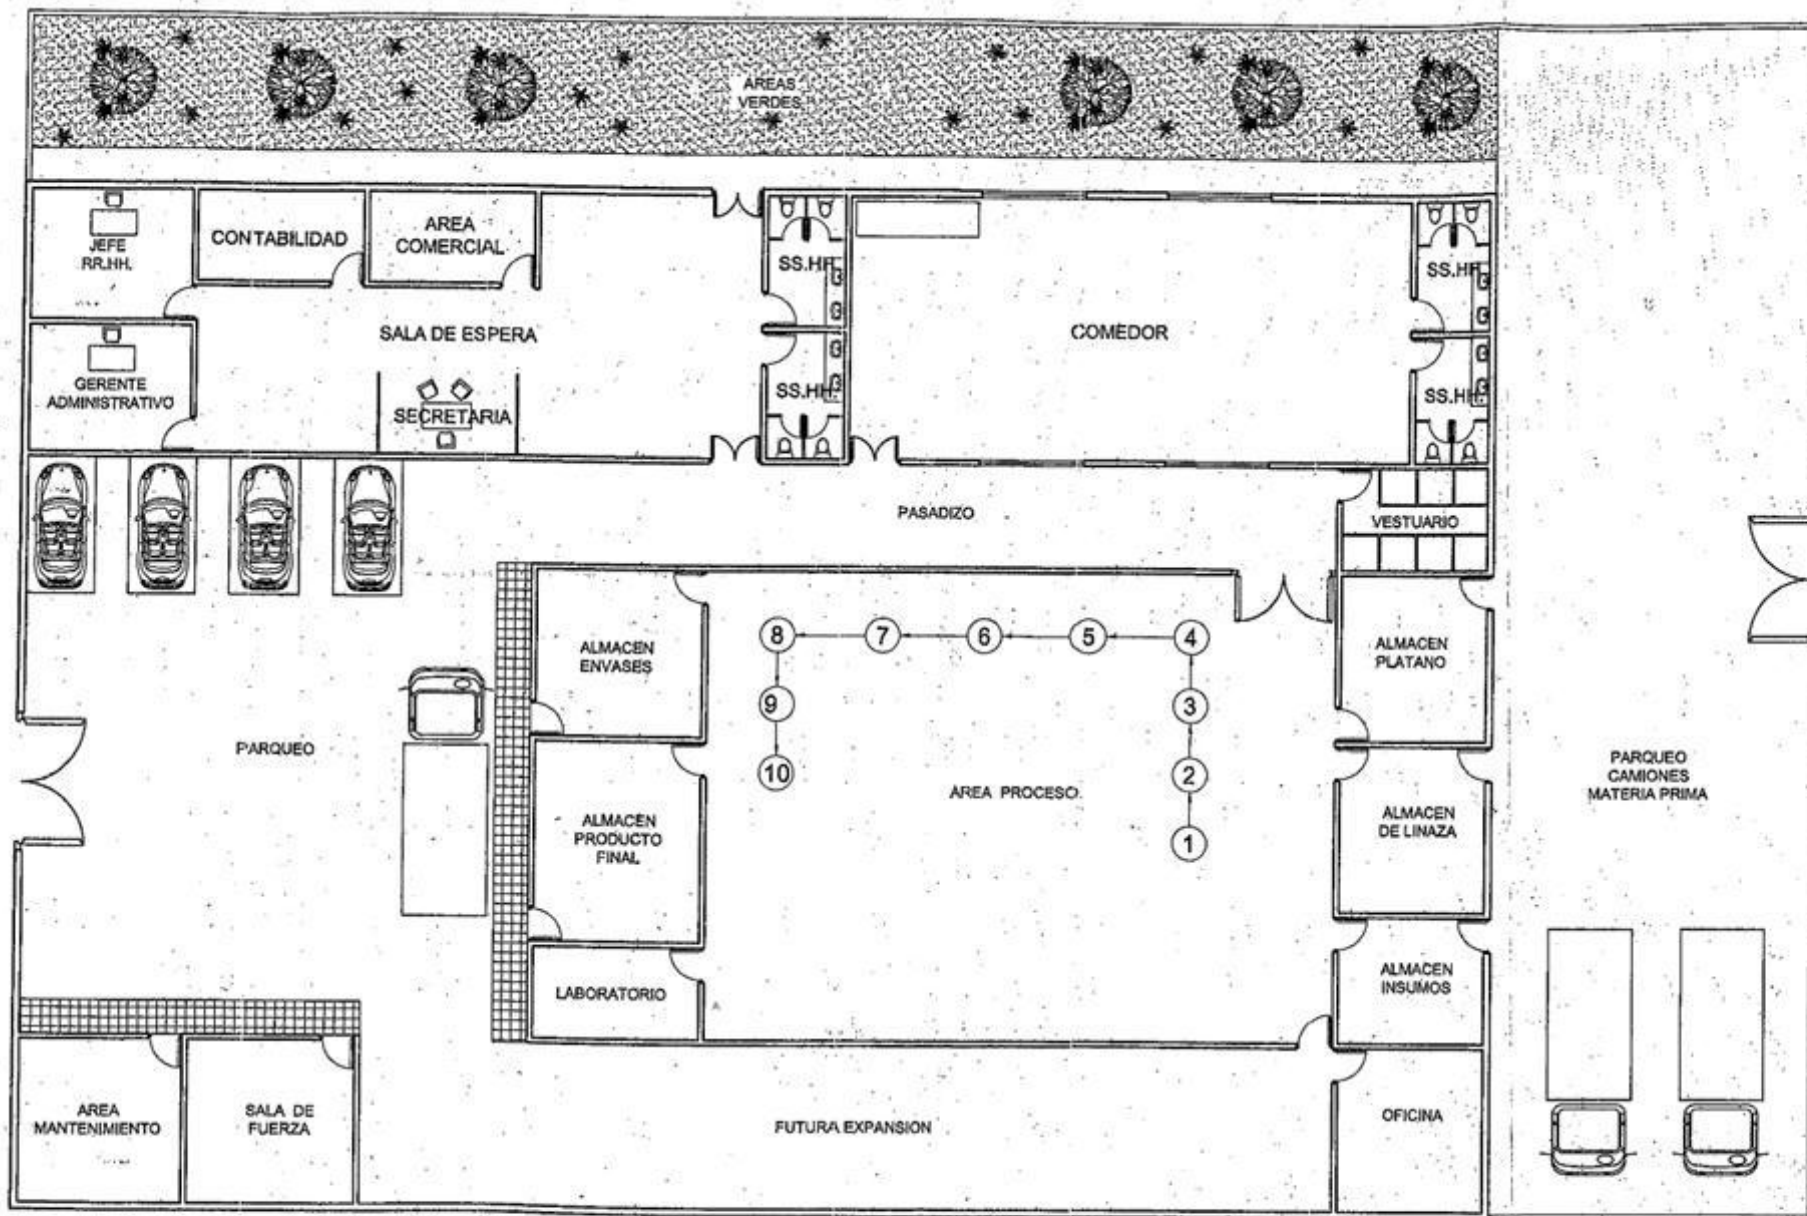 AREAS
VERDES
JEFE
RR.HH.
CONTABILIDAD
AREA
COMERCIAL
SS.HH.
SS.HH.
SALA DE ESPERA
COMEDOR
GERENTE
ADMINISTRATIVO
SECRETARIA
SS.HH.
SS.HH.
PASADIZO
VESTUARIO
ALMACEN
ENVASES
8
7
6
5
4
ALMACEN
PLATANO
9
3
PARQUEO
10
2
AREA PROCESO
PARQUEO
CAMIONES
MATERIA PRIMA
ALMACEN
PRODUCTO
FINAL
1
ALMACEN
DE LINAZA
LABORATORIO
ALMACEN
INSUMOS
AREA
MANTENIMIENTO
SALA DE
FUERZA
FUTURA EXPANSION
OFICINA